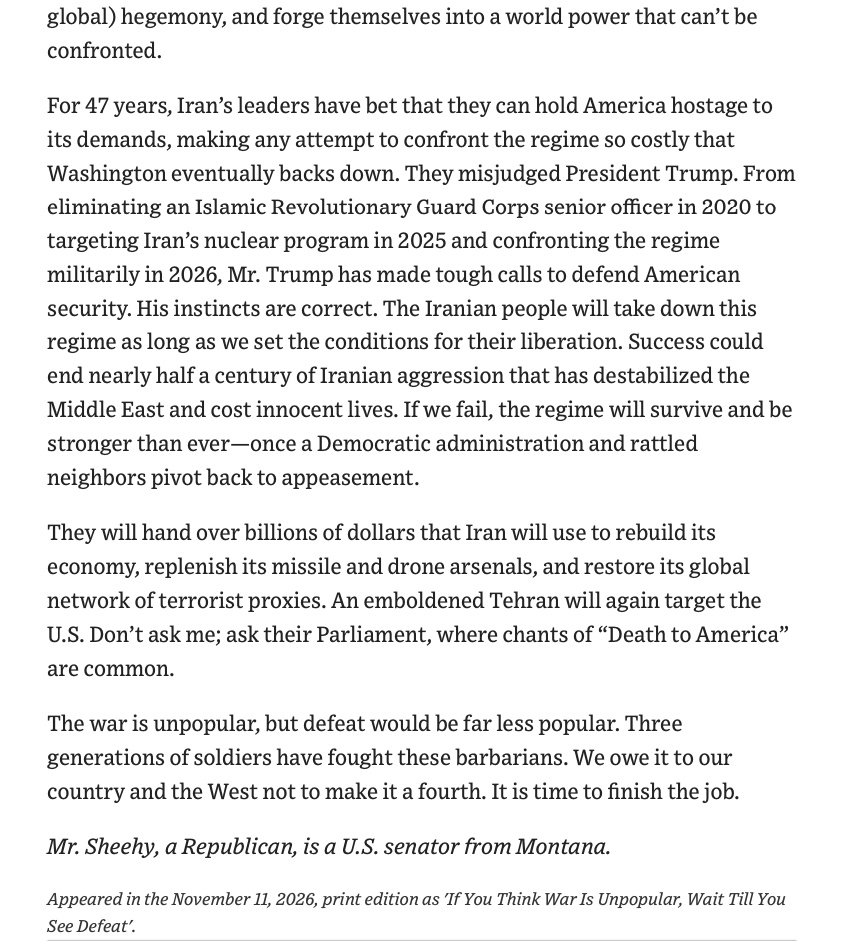 global) hegemony, and forge themselves into a world power that can’t be
confronted.
For 47 years, Iran’s leaders have bet that they can hold America hostage to
its demands, making any attempt to confront the regime so costly that
Washington eventually backs down. They misjudged President Trump. From
eliminating an Islamic Revolutionary Guard Corps senior officer in 2020 to
targeting Iran’s nuclear program in 2025 and confronting the regime
militarily in 2026, Mr. Trump has made tough calls to defend American
security. His instincts are correct. The Iranian people will take down this
regime as long as we set the conditions for their liberation. Success could
end nearly half a century of Iranian aggression that has destabilized the
Middle East and cost innocent lives. If we fail, the regime will survive and be
stronger than ever—once a Democratic administration and rattled
neighbors pivot back to appeasement.
They will hand over billions of dollars that Iran will use to rebuild its
economy, replenish its missile and drone arsenals, and restore its global
network of terrorist proxies. An emboldened Tehran will again target the
U.S. Don’t ask me; ask their Parliament, where chants of “Death to America”
are common.
The war is unpopular, but defeat would be far less popular. Three
generations of soldiers have fought these barbarians. We owe it to our
country and the West not to make it a fourth. It is time to finish the job.
Mr. Sheehy, a Republican, is a U.S. senator from Montana.
Appeared in the November 11, 2026, print edition as 'If You Think War Is Unpopular, Wait Till You
See Defeat'.